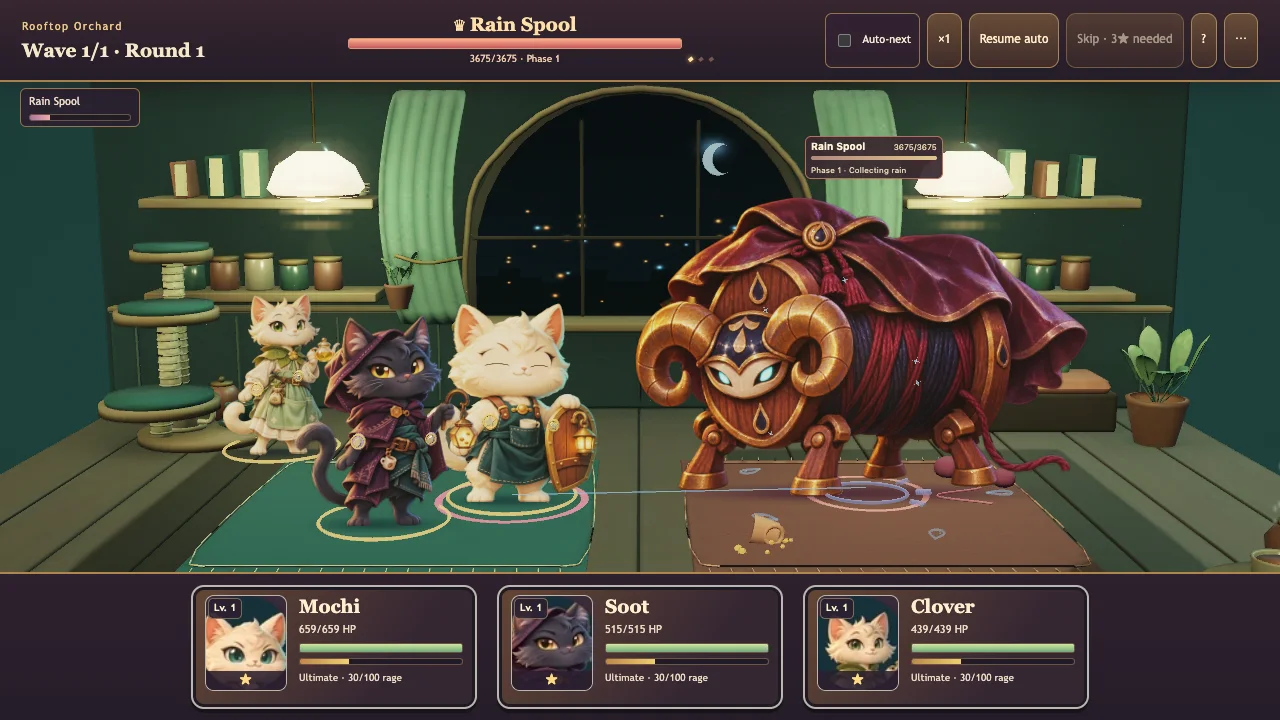 Rooftop Orchard
Wave 1/1 · Round 1
♛ Rain Spool
3675/3675 · Phase 1
Auto-next
×1
Resume auto
Skip · 3★ needed
?
...
Rain Spool
Rain Spool 3675/3675
Phase 1 · Collecting rain
Lv. 1
Mochi
659/659 HP
Ultimate · 30/100 rage
Lv. 1
Soot
515/515 HP
Ultimate · 30/100 rage
Lv. 1
Clover
439/439 HP
Ultimate · 30/100 rage